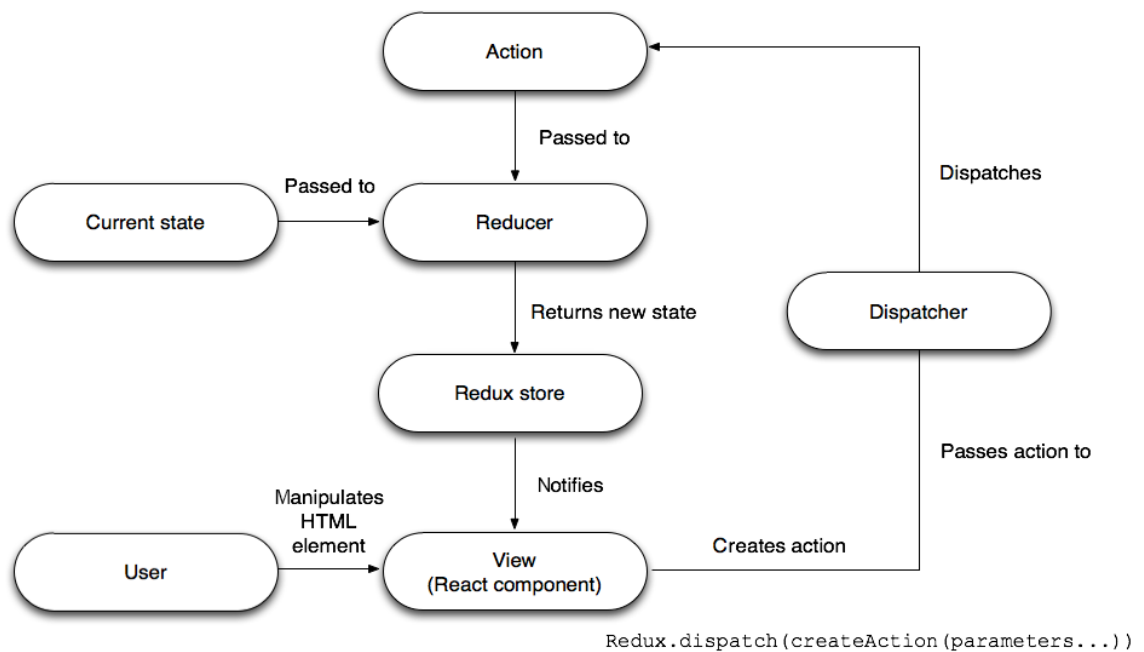 Action
Passed to
Dispatches
Passed to
Current state
Reducer
Returns new state
Dispatcher
Redux store
Passes action to
Notifies
Manipulates
HTML
element
User
View
(React component)
Creates action
Redux.dispatch(createAction(parameters...))